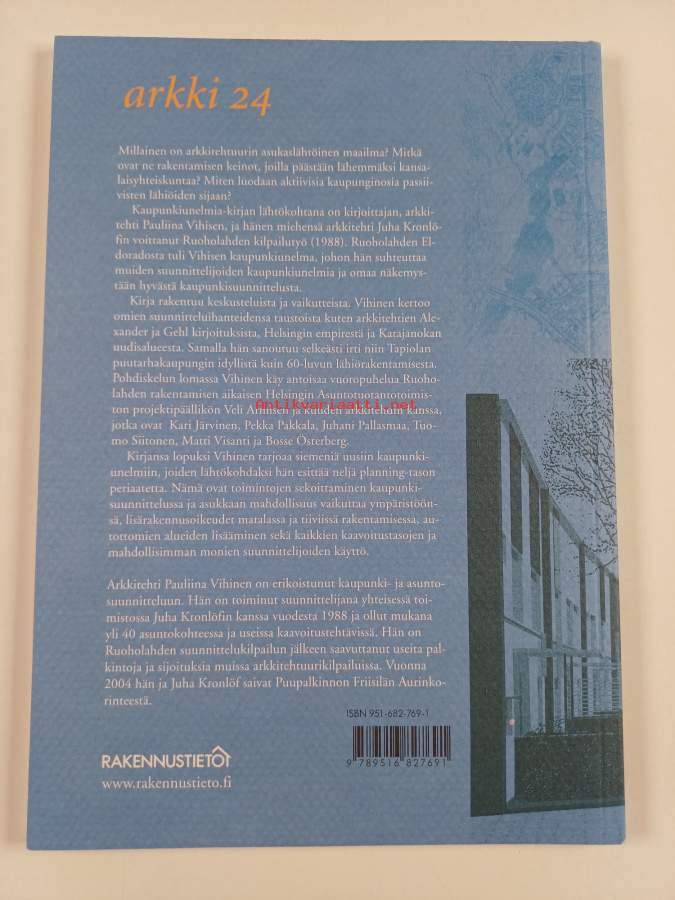 arkki 24
Millainen on arkkitehtuurin asukaslähtöinen maailma? Mitkä
ovat ne rakentamisen keinot, joilla päästään lähemmäksi kansa-
laisyhteiskuntaa? Miten luodaan aktiivisia kaupunginosia passii-
visten lähiöiden sijaan?
Kaupunkiunelmia-kirjan lähtökohtana on kirjoittajan, arkki-
tehti Pauliina Vihisen, ja hänen miehensä arkkitehti Juha Kronlö-
fin voittanut Ruoholahden kilpailutyö (1988). Ruoholahden El-
doradosta tuli Vihisen kaupunkiunelma, johon hän suhteuttaa
muiden suunnittelijoiden kaupunkiunelmia ja omaa näkemys-
tään hyvästä kaupunkisuunnittelusta.
Kirja rakentuu keskusteluista ja vaikutteista. Vihinen kertoo
omien suunnitteluihanteidensa taustoista kuten arkkitehtien Ale-
xander ja Gehl kirjoituksista, Helsingin empirestä ja Katajanokan
uudisalueesta. Samalla hän sanoutuu selkeästi irti niin Tapiolan
puutarhakaupungin idyllistä kuin 60-luvun lähiörakentamisesta.
Pohdiskelun lomassa Vihinen käy antoisaa vuoropuhelua Ruoho-
lahden rakentamisen aikaisen Helsingin Asuntotuotantotoimis-
ton projektipäällikön Veli
kuuden arkkitehdin kanssa,
Antikvariaatti.net
jotka ovat Kari Järvinen, Pekka Pakkala, Juhani Pallasmaa, Tuo-
mo Siitonen, Matti Visanti ja Bosse Österberg.
Kirjansa lopuksi Vihinen tarjoaa siemeniä uusiin kaupunki-
unelmiin, joiden lähtökohdaksi hän esittää neljä planning-tason
periaatetta. Nämä ovat toimintojen sekoittaminen kaupunki-
suunnittelussa ja asukkaan mahdollisuus vaikuttaa ympäristöön-
sä, lisärakennusoikeudet matalassa ja tiiviissä rakentamisessa, au-
tottomien alueiden lisääminen sekä kaikkien kaavoitustasojen ja
mahdollisimman monien suunnittelijoiden käyttö.
Arkkitehti Pauliina Vihinen on erikoistunut kaupunki- ja asunto-
suunnitteluun. Hän on toiminut suunnittelijana yhteisessä toi-
mistossa Juha Kronlöfin kanssa vuodesta 1988 ja ollut mukana
yli 40 asuntokohteessa ja useissa kaavoitustehtävissä. Hän on
Ruoholahden suunnittelukilpailun jälkeen saavuttanut useita pal-
kintoja ja sijoituksia muissa arkkitehtuurikilpailuissa. Vuonna
2004 hän ja Juha Kronlöf saivat Puupalkinnon Friisilän Aurinko-
rinteestä.
ISBN 951-682-769-1
9 789516 827691
RAKENNUSTIETO
www.rakennustieto.fi